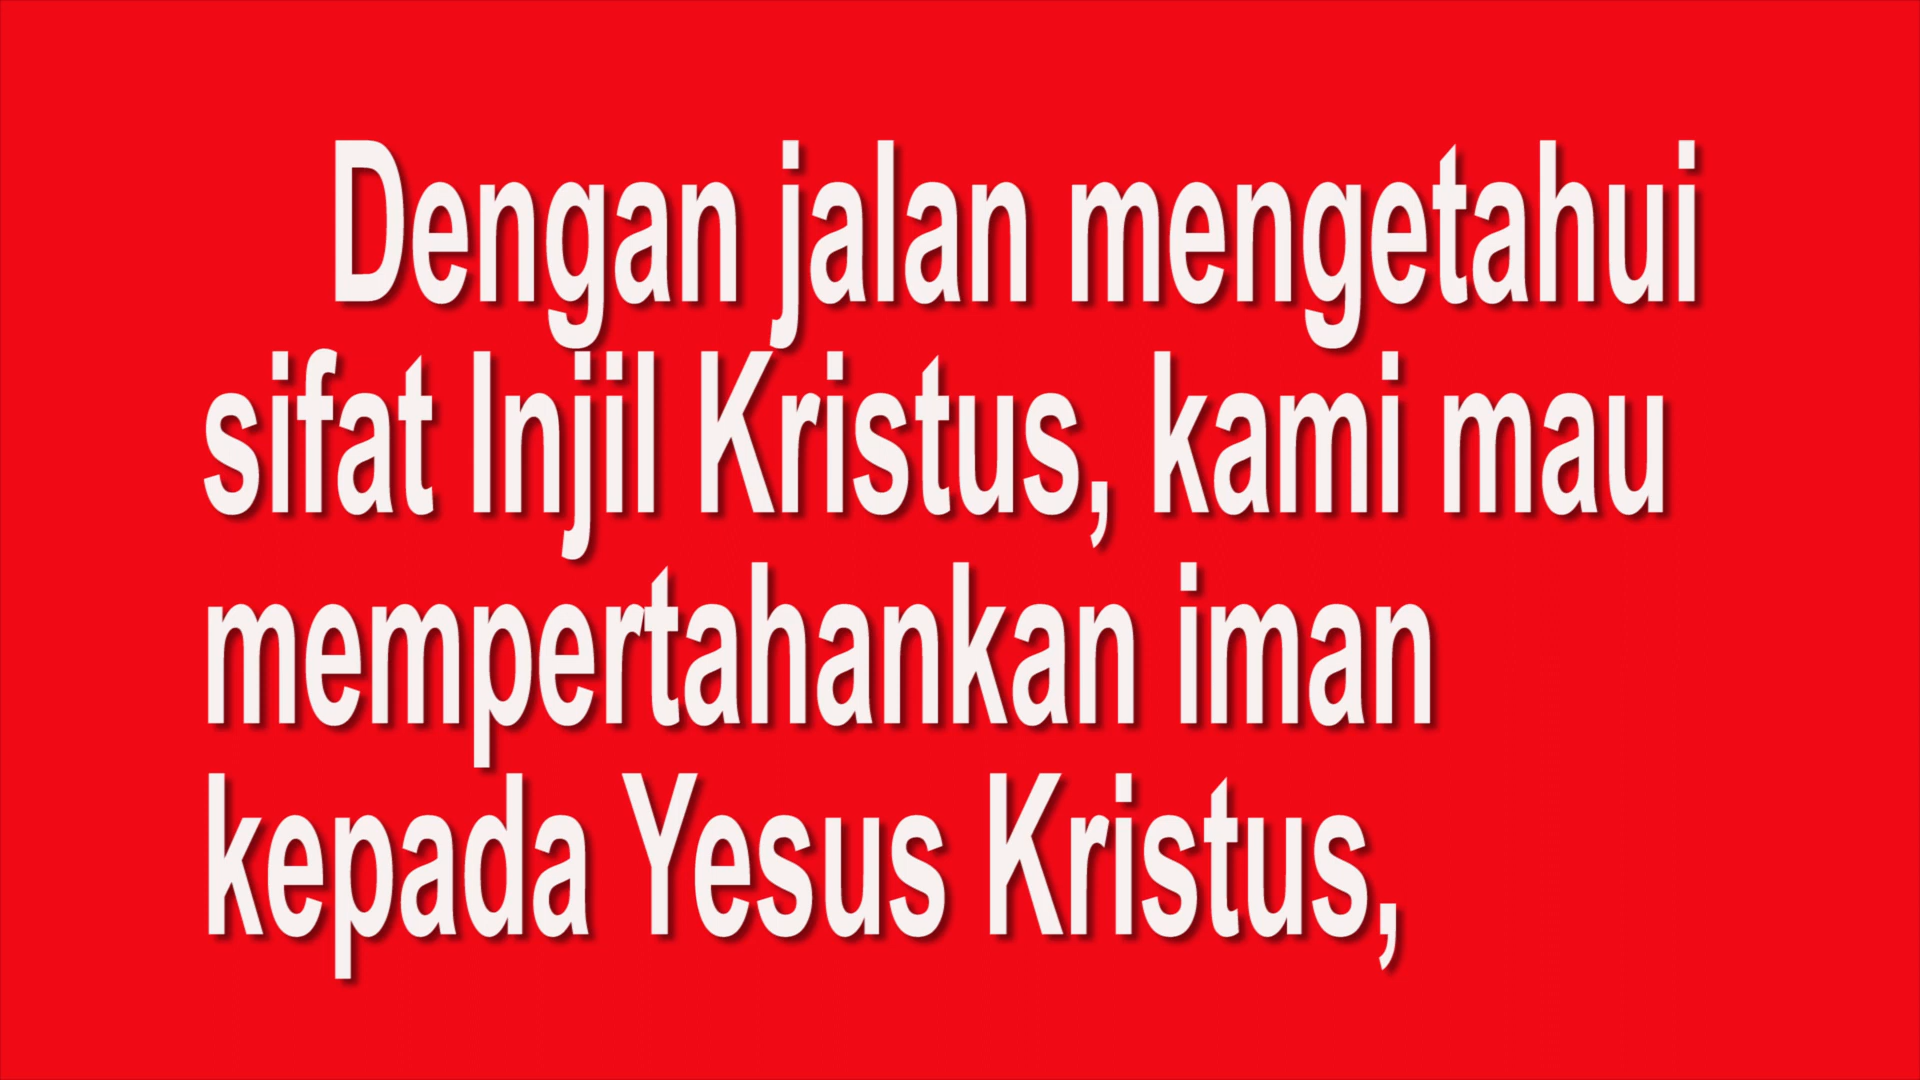 Dengan jalan mengetahui
sifat Injil Kristus, kami mau
mempertahankan iman
kepada Yesus Kristus,